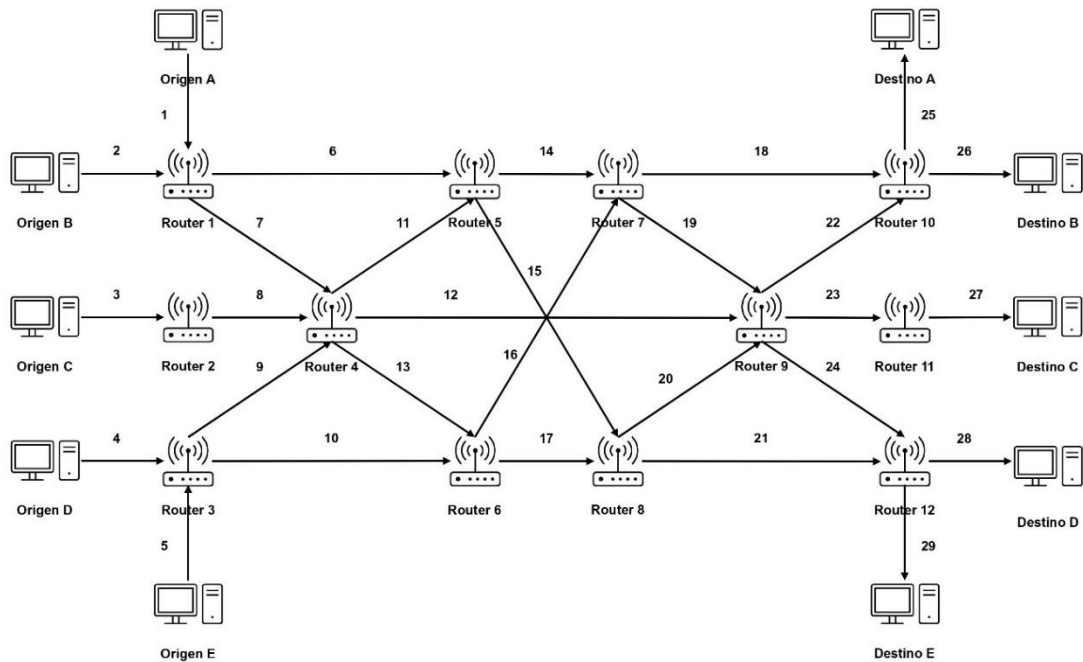 Origen A
Destino A
1
25
2
6
14
18
26
Origen B
Router 1
Router 5
Router 7
Router 10
Destino B
7
11
19
22
15
3
8
12
23
27
Origen C
Router 2
Router 4
Router 9
Router 11
Destino C
9
13
16
20
24
4
10
17
21
28
Origen D
Router 3
Router 6
Router 8
Router 12
Destino D
5
29
Origen E
Destino E